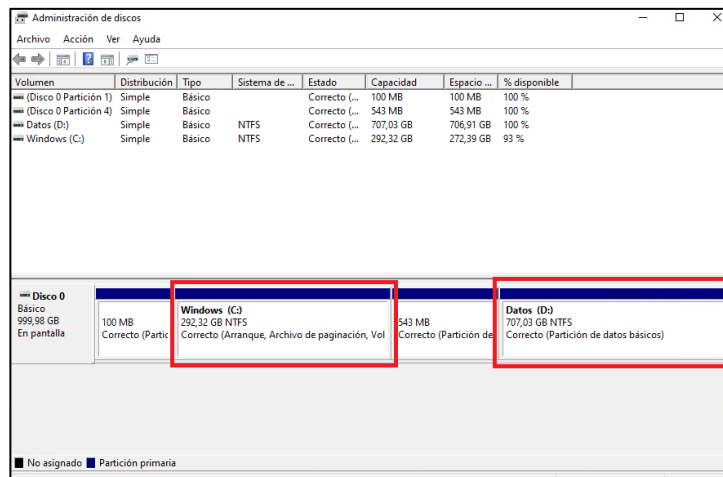 Administración de discos
Archivo Acción Ver Ayuda
Volumen Distribución Tipo Sistema de ... Estado Capacidad Espacio ... % disponible
(Disco 0 Partición 1) Simple Básico Correcto (... 100 MB 100 MB 100 %
(Disco 0 Partición 4) Simple Básico Correcto (... 543 MB 543 MB 100 %
Datos (D:) Simple Básico NTFS Correcto (... 707,03 GB 706,91 GB 100 %
Windows (C:) Simple Básico NTFS Correcto (... 292,32 GB 272,39 GB 93 %
Disco 0
Básico
999,98 GB
En pantalla
100 MB
Correcto (Partic
Windows (C:)
292,32 GB NTFS
Correcto (Arranque, Archivo de paginación, Vol
543 MB
Correcto (Partición de
Datos (D:)
707,03 GB NTFS
Correcto (Partición de datos básicos)
No asignado Partición primaria